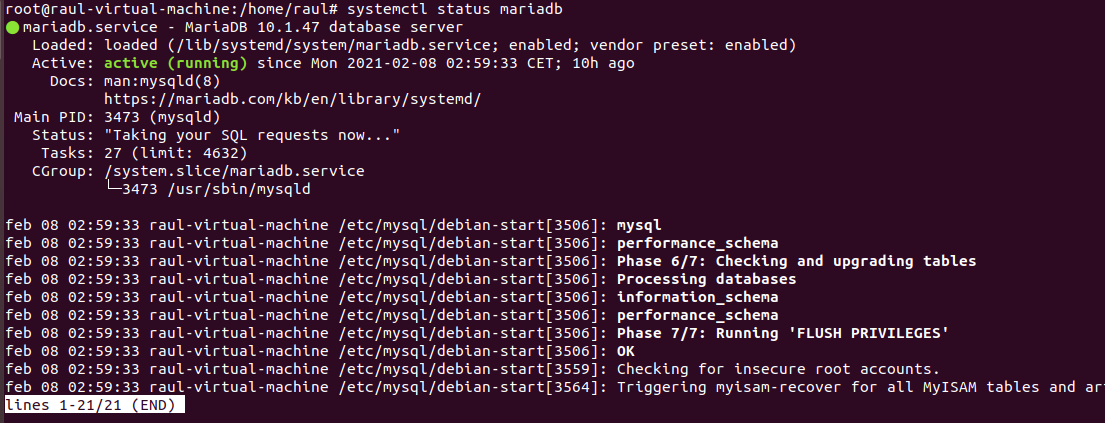 root@raul-virtual-machine:/home/raul# systemctl status mariadb
● mariadb.service - MariaDB 10.1.47 database server
   Loaded: loaded (/lib/systemd/system/mariadb.service; enabled; vendor preset: enabled)
   Active: active (running) since Mon 2021-02-08 02:59:33 CET; 10h ago
     Docs: man:mysqld(8)
           https://mariadb.com/kb/en/library/systemd/
 Main PID: 3473 (mysqld)
   Status: "Taking your SQL requests now..."
    Tasks: 27 (limit: 4632)
   CGroup: /system.slice/mariadb.service
           └─3473 /usr/sbin/mysqld

feb 08 02:59:33 raul-virtual-machine /etc/mysql/debian-start[3506]: mysql
feb 08 02:59:33 raul-virtual-machine /etc/mysql/debian-start[3506]: performance_schema
feb 08 02:59:33 raul-virtual-machine /etc/mysql/debian-start[3506]: Phase 6/7: Checking and upgrading tables
feb 08 02:59:33 raul-virtual-machine /etc/mysql/debian-start[3506]: Processing databases
feb 08 02:59:33 raul-virtual-machine /etc/mysql/debian-start[3506]: information_schema
feb 08 02:59:33 raul-virtual-machine /etc/mysql/debian-start[3506]: performance_schema
feb 08 02:59:33 raul-virtual-machine /etc/mysql/debian-start[3506]: Phase 7/7: Running 'FLUSH PRIVILEGES'
feb 08 02:59:33 raul-virtual-machine /etc/mysql/debian-start[3506]: OK
feb 08 02:59:33 raul-virtual-machine /etc/mysql/debian-start[3559]: Checking for insecure root accounts.
feb 08 02:59:33 raul-virtual-machine /etc/mysql/debian-start[3564]: Triggering myisam-recover for all MyISAM tables and
lines 1-21/21 (END)